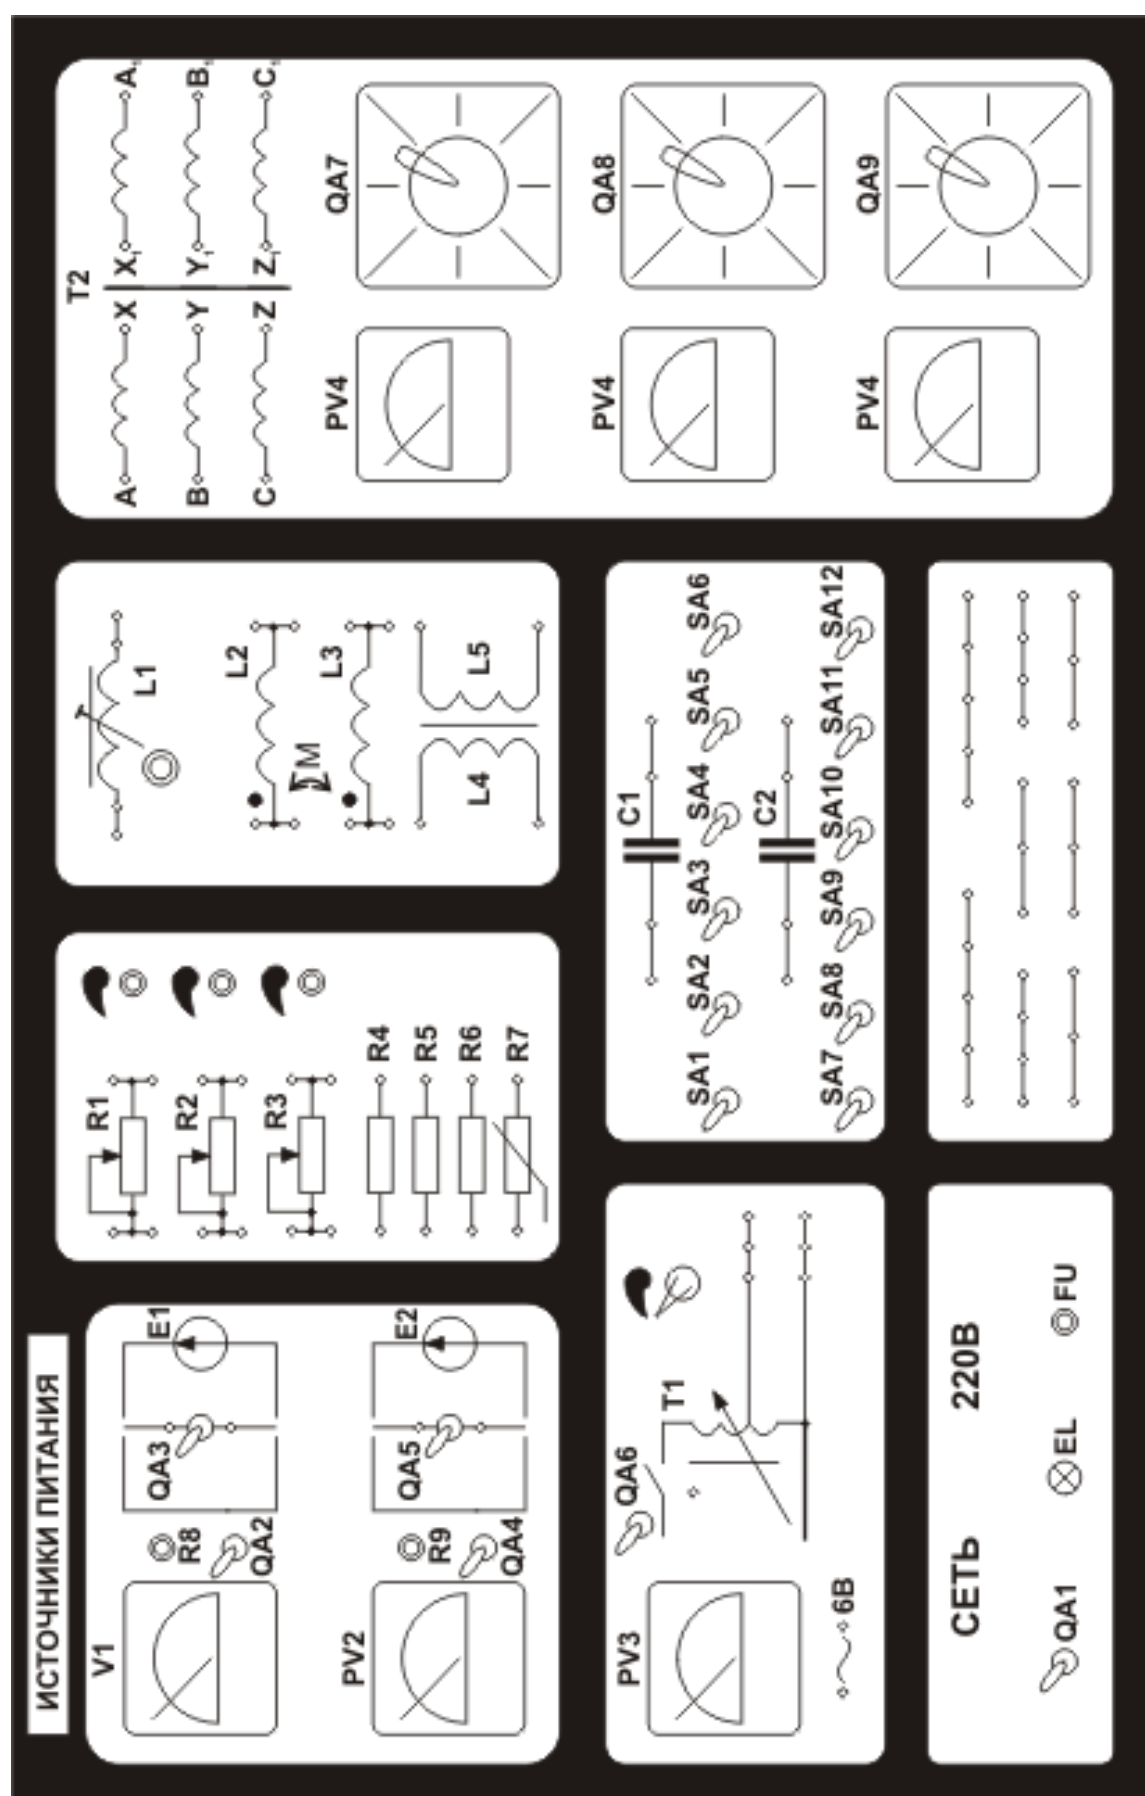 ИСТОЧНИКИ ПИТАНИЯ
V1
R8
QA2
QA3
E1
PV2
R9
QA4
QA5
E2
R1
R2
R3
R4
R5
R6
R7
L1
L2
M
L3
L4
L5
T2
A X X1 A1
B Y Y1 B1
C Z Z1 C1
PV4 QA7
PV4 QA8
PV4 QA9
PV3
QA6
T1
6В
C1
SA1 SA2 SA3 SA4 SA5 SA6
C2
SA7 SA8 SA9 SA10 SA11 SA12
СЕТЬ 220В
QA1 EL FU